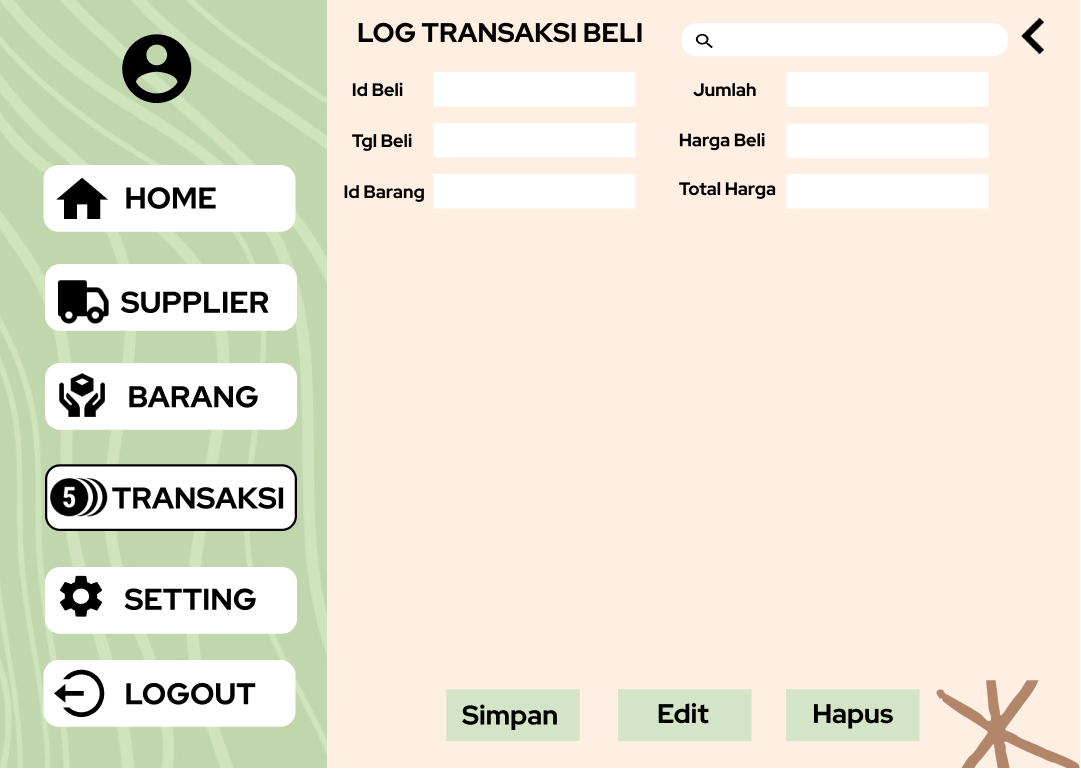 HOME
SUPPLIER
BARANG
5 TRANSAKSI
SETTING
LOGOUT
LOG TRANSAKSI BELI
Id Beli
Tgl Beli
Id Barang
Jumlah
Harga Beli
Total Harga
Simpan
Edit
Hapus